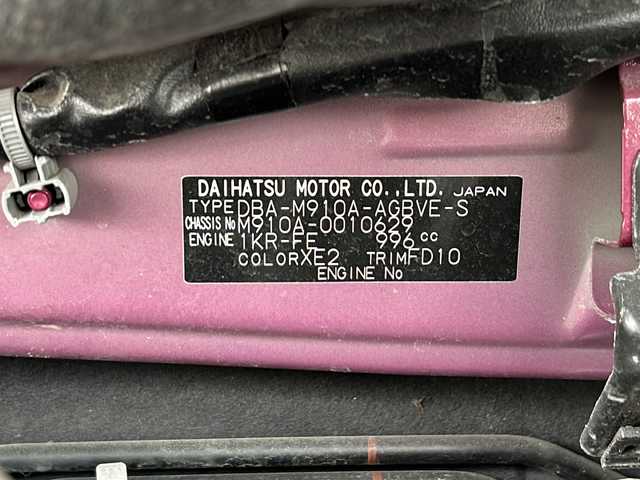 DAIHATSU MOTOR CO.,LTD. JAPAN
TYPE DBA-M910A-AGBVE-S
CHASSIS No M910A-0010629
ENGINE 1KR-FE 996 cc
COLOR XE2 TRIM FD10
ENGINE No